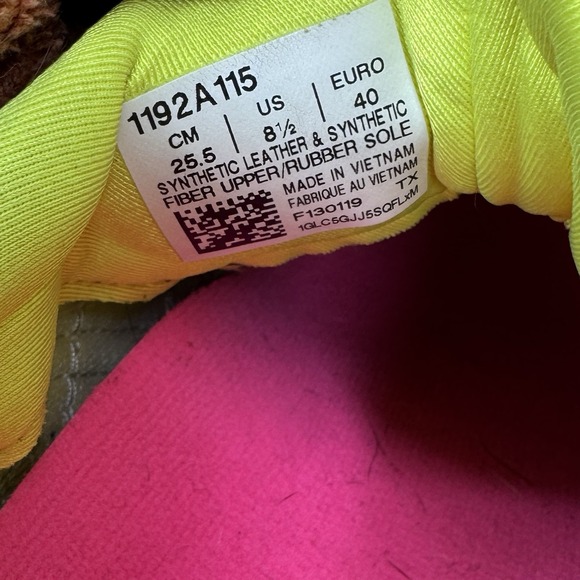 1192A115
CM | US | EURO
25.5 8½ 40
SYNTHETIC LEATHER & SYNTHETIC
FIBER UPPER/RUBBER SOLE
MADE IN VIETNAM
FABRIQUE AU VIETNAM
F130119 TX
1GLC5GJJ5SQFLxM